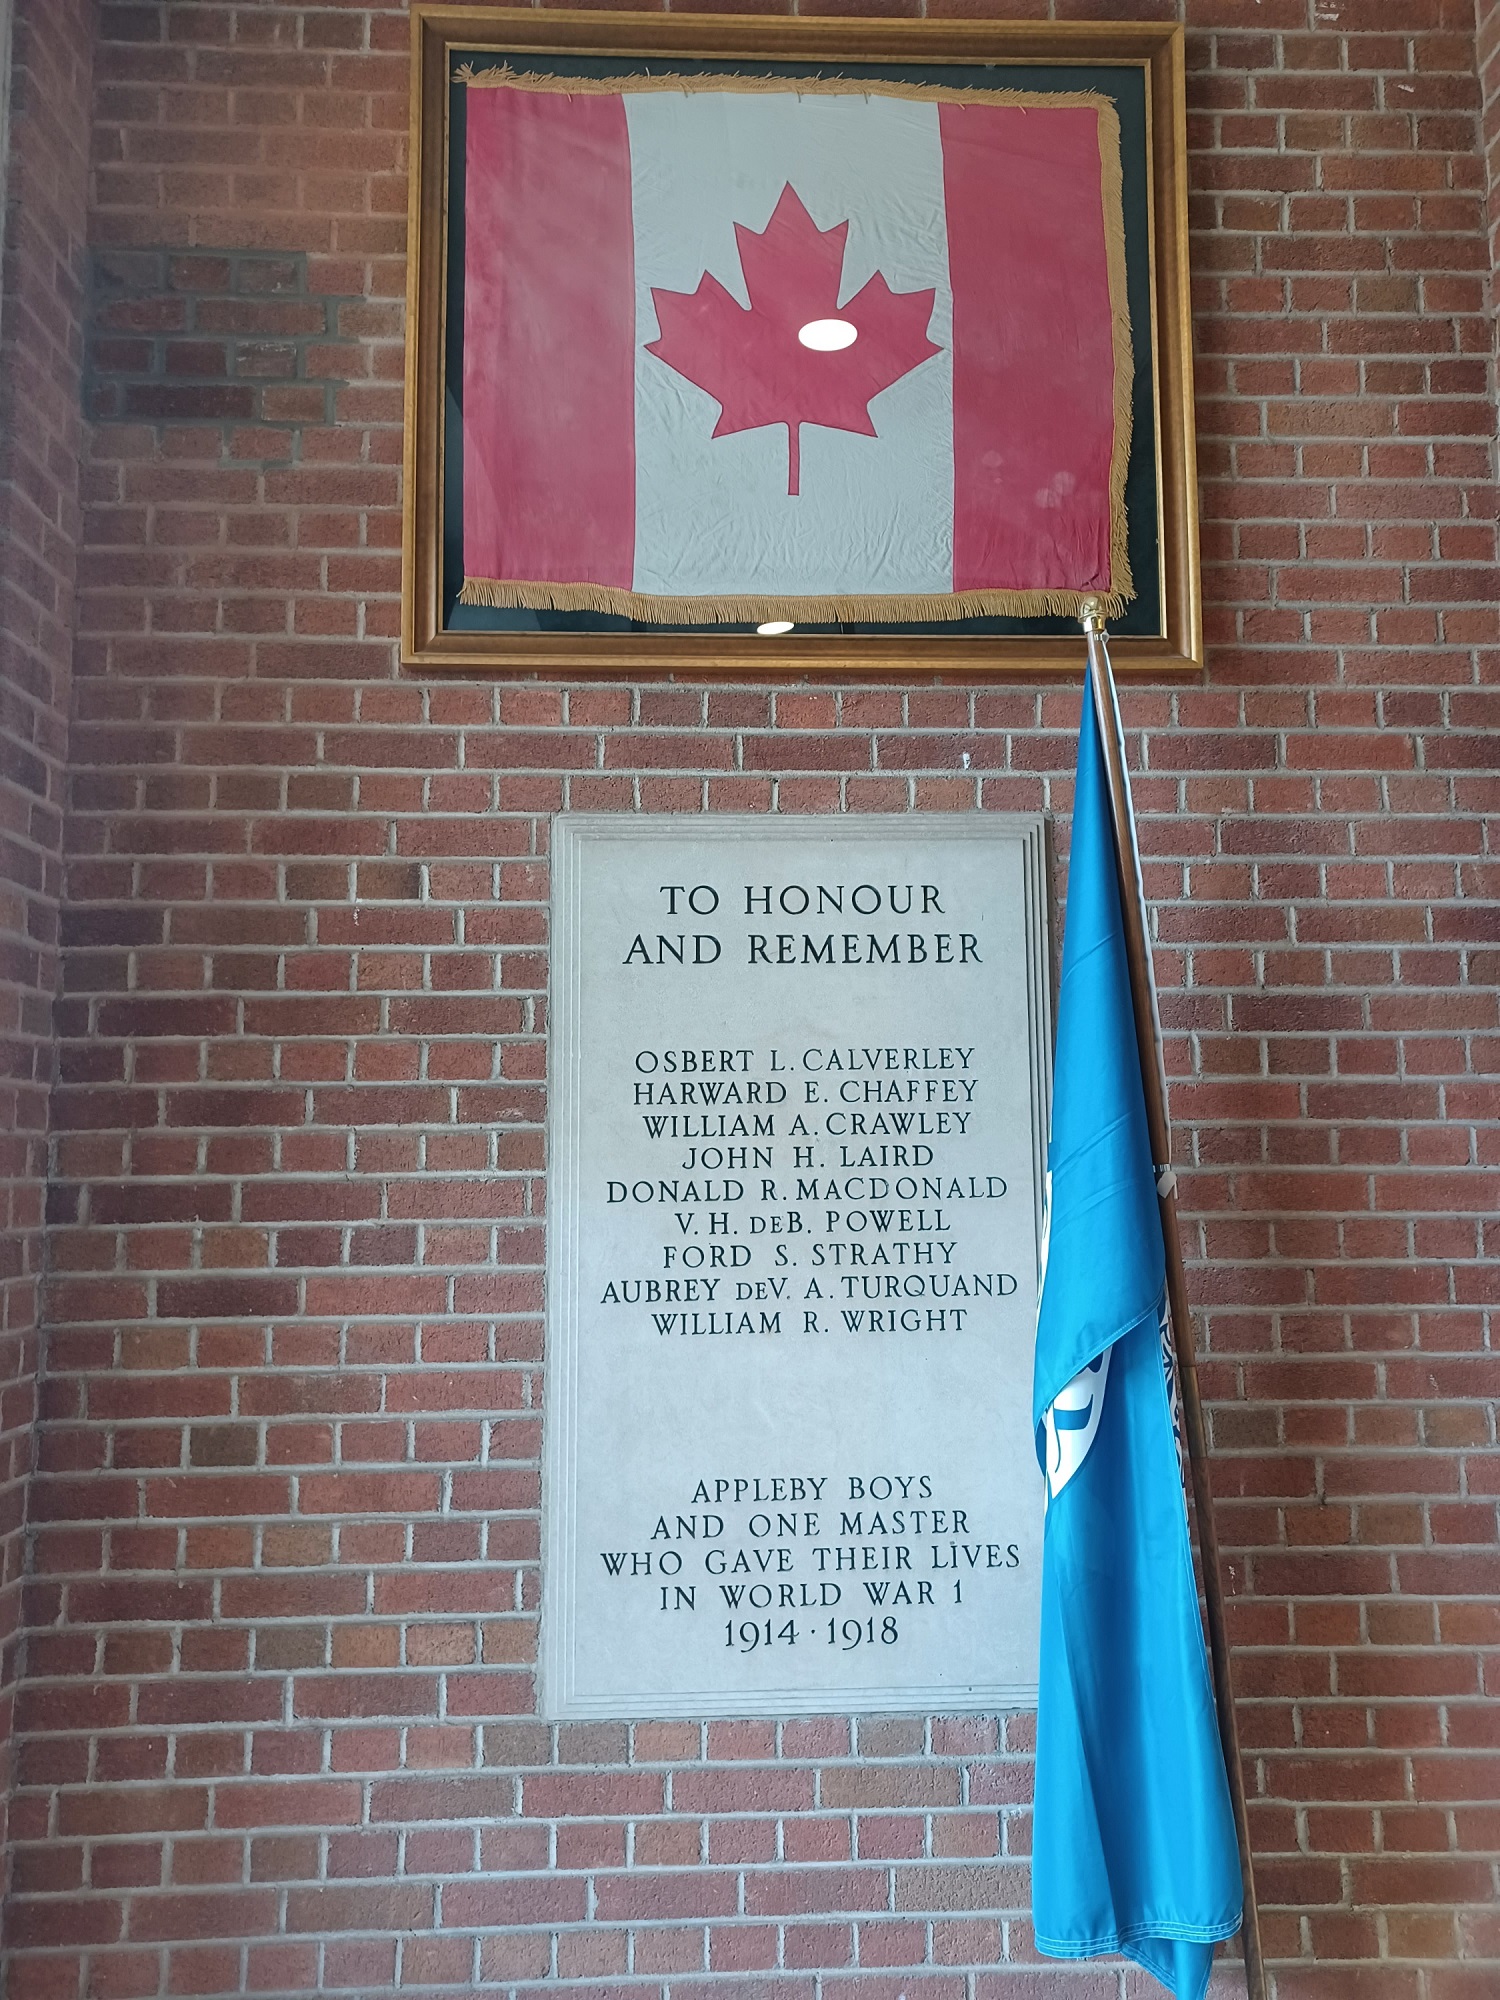 TO HONOUR
AND REMEMBER
OSBERT L. CALVERLEY
HARWARD E. CHAFFEY
WILLIAM A. CRAWLEY
JOHN H. LAIRD
DONALD R. MACDONALD
V. H. DEB. POWELL
FORD S. STRATHY
AUBREY DEV. A. TURQUAND
WILLIAM R. WRIGHT
APPLEBY BOYS
AND ONE MASTER
WHO GAVE THEIR LIVES
IN WORLD WAR 1
1914 · 1918